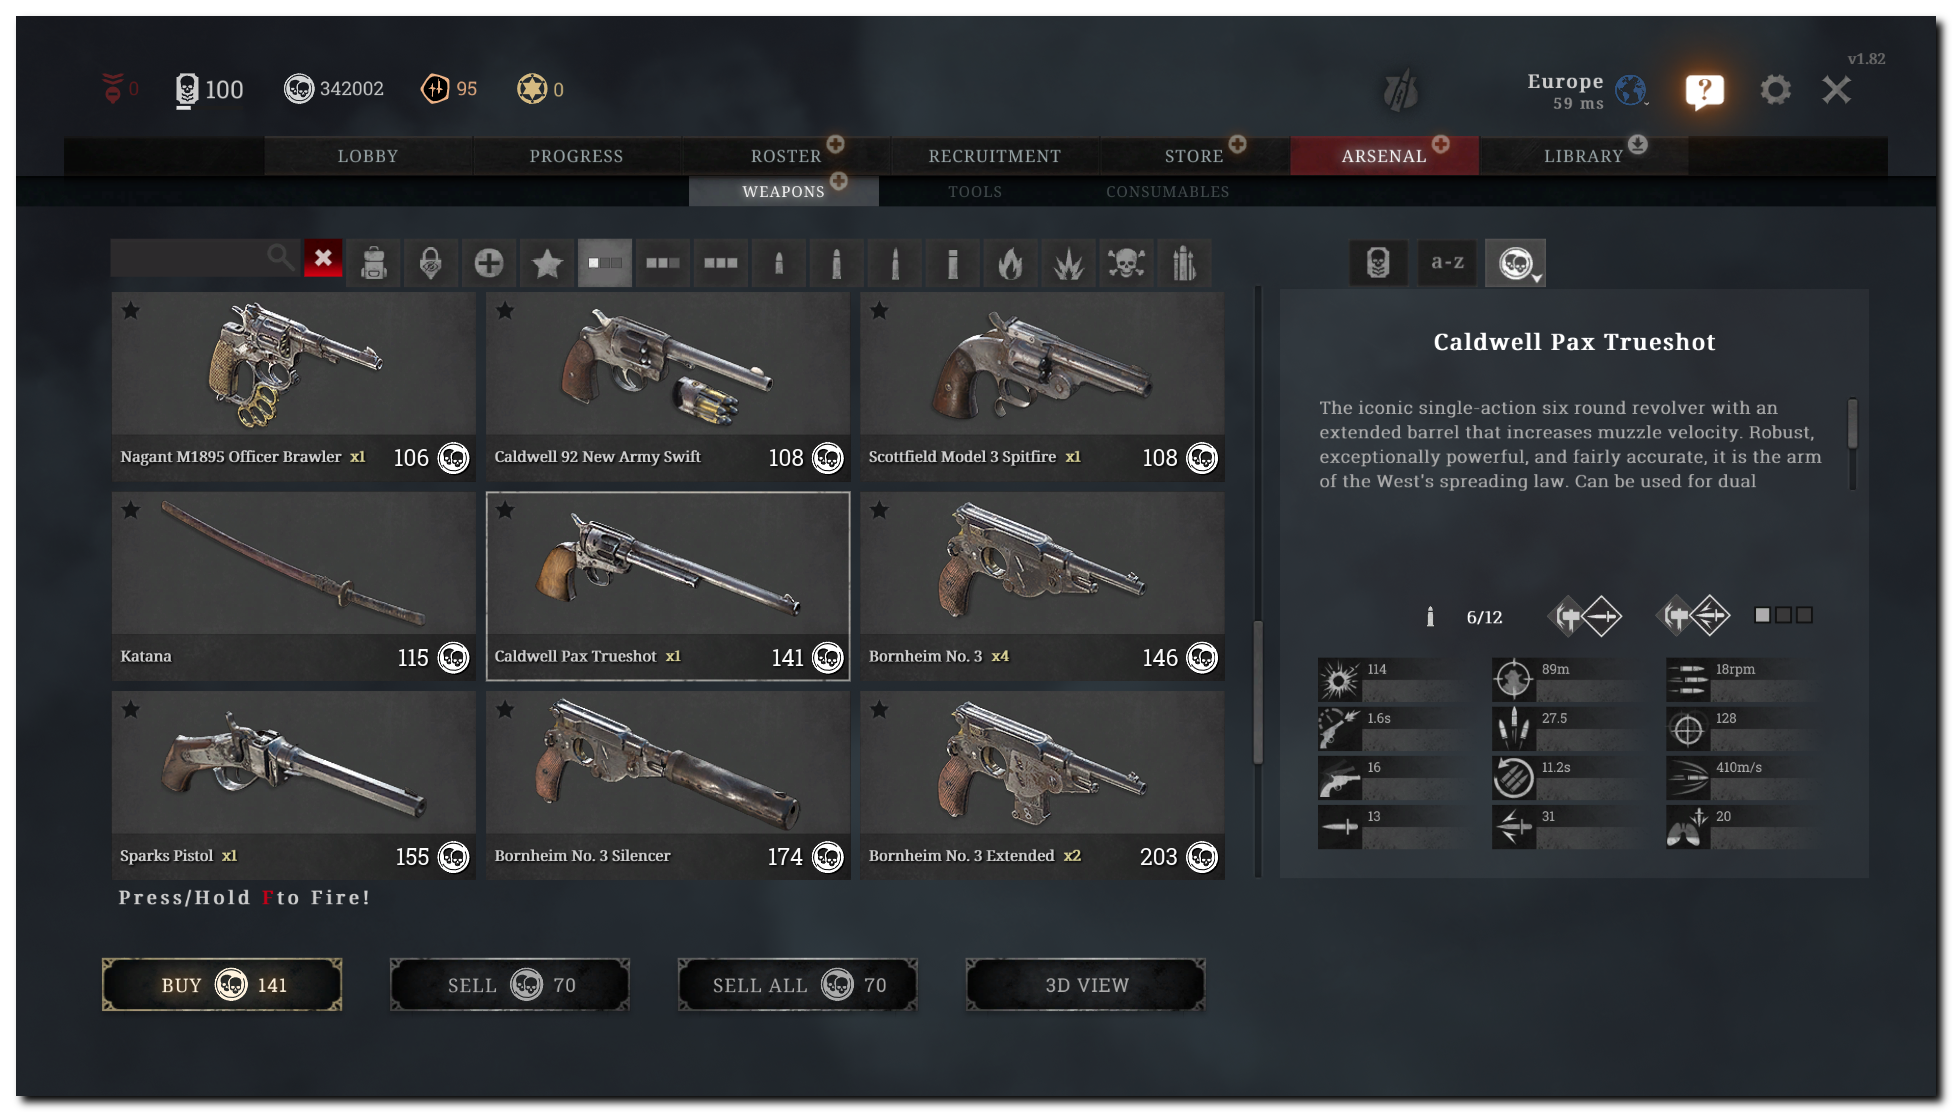 v1.82
0
100
342002
95
0
Europe
59 ms
?
LOBBY
PROGRESS
ROSTER
RECRUITMENT
STORE
ARSENAL
LIBRARY
WEAPONS
TOOLS
CONSUMABLES
a-z
Nagant M1895 Officer Brawler x1 106
Caldwell 92 New Army Swift 108
Scottfield Model 3 Spitfire x1 108
Katana 115
Caldwell Pax Trueshot x1 141
Bornheim No. 3 x4 146
Sparks Pistol x1 155
Bornheim No. 3 Silencer 174
Bornheim No. 3 Extended x2 203
Press/Hold F to Fire!
BUY 141
SELL 70
SELL ALL 70
3D VIEW
Caldwell Pax Trueshot
The iconic single-action six round revolver with an
extended barrel that increases muzzle velocity. Robust,
exceptionally powerful, and fairly accurate, it is the arm
of the West's spreading law. Can be used for dual
6/12
114
89m
18rpm
1.6s
27.5
128
16
11.2s
410m/s
13
31
20